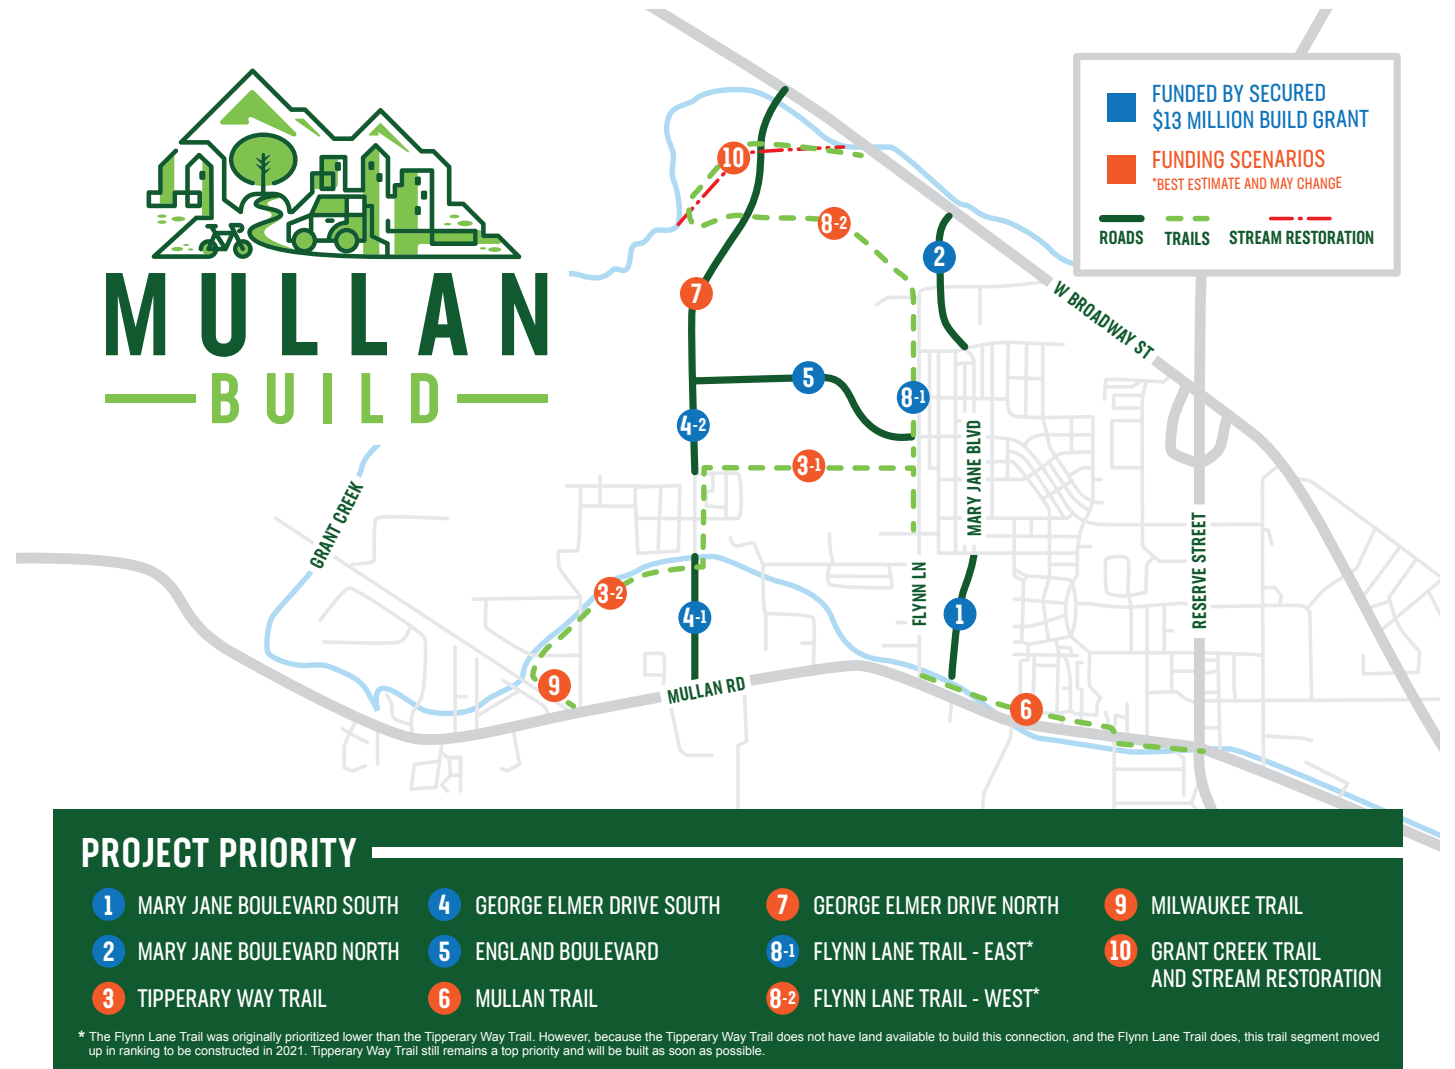 MULLAN
BUILD
FUNDED BY SECURED
$13 MILLION BUILD GRANT
FUNDING SCENARIOS
*BEST ESTIMATE AND MAY CHANGE
ROADS
TRAILS
STREAM RESTORATION
10
8-2
2
7
W BROADWAY ST
5
8-1
4-2
3-1
MARY JANE BLVD
GRANT CREEK
RESERVE STREET
FLYNN LN
3-2
4-1
1
9
MULLAN RD
6
PROJECT PRIORITY
1 MARY JANE BOULEVARD SOUTH
2 MARY JANE BOULEVARD NORTH
3 TIPPERARY WAY TRAIL
4 GEORGE ELMER DRIVE SOUTH
5 ENGLAND BOULEVARD
6 MULLAN TRAIL
7 GEORGE ELMER DRIVE NORTH
8-1 FLYNN LANE TRAIL - EAST*
8-2 FLYNN LANE TRAIL - WEST*
9 MILWAUKEE TRAIL
10 GRANT CREEK TRAIL
AND STREAM RESTORATION
* The Flynn Lane Trail was originally prioritized lower than the Tipperary Way Trail. However, because the Tipperary Way Trail does not have land available to build this connection, and the Flynn Lane Trail does, this trail segment moved
up in ranking to be constructed in 2021. Tipperary Way Trail still remains a top priority and will be built as soon as possible.